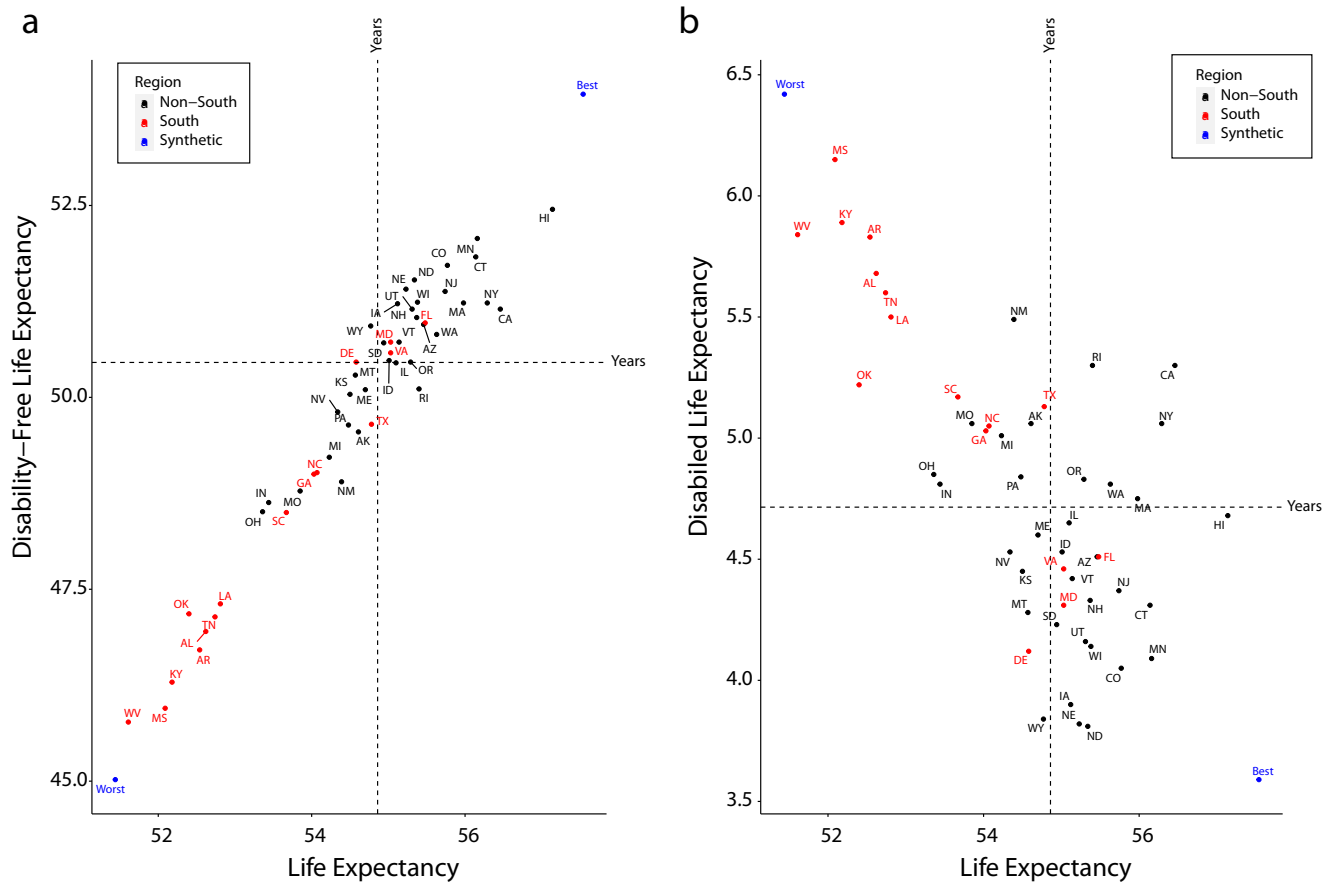 a
Years
Region
Non−South
South
Synthetic
Best
HI
MN
CO
CT
ND
NE
NJ
UT
WI
NY
IA
MA
CA
NH
FL
WY
MD
VT
WA
SD
VA
AZ
DE
Years
ID
IL
OR
MT
KS
ME
RI
NV
PA
TX
AK
MI
NC
GA
NM
IN
MO
OH
SC
OK
LA
TN
AL
AR
KY
WV
MS
Worst
52.5
50.0
47.5
45.0
52
54
56
Disability−Free Life Expectancy
Life Expectancy
b
Years
Region
Non−South
South
Synthetic
Worst
MS
WV
KY
AR
AL
TN
LA
NM
RI
CA
OK
SC
TX
MO
NC
AK
NY
GA
MI
OH
IN
PA
OR
WA
MA
Years
HI
IL
ME
NV
ID
AZ
FL
KS
VA
VT
NJ
MT
MD
NH
CT
SD
UT
WI
MN
DE
CO
IA
WY
NE
ND
Best
6.5
6.0
5.5
5.0
4.5
4.0
3.5
52
54
56
Disabiled Life Expectancy
Life Expectancy